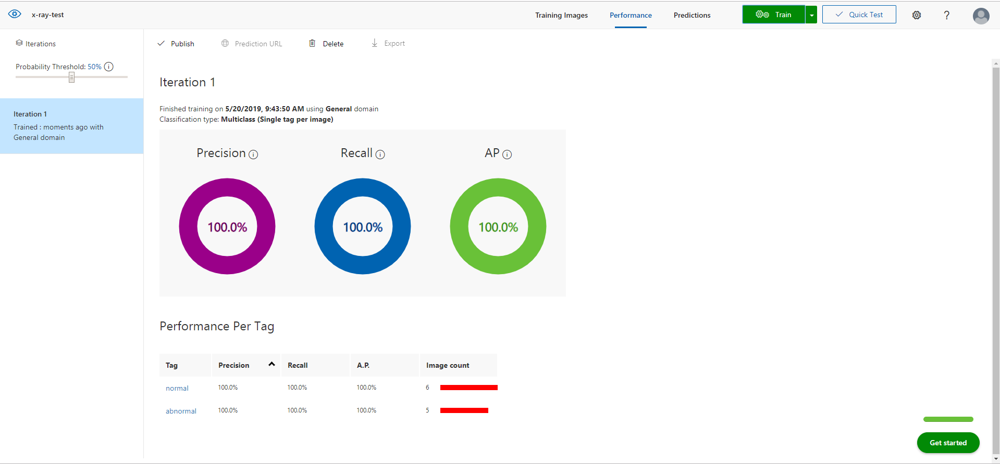 x-ray-test
Training Images
Performance
Predictions
Train
Quick Test
?
Iterations
Probability Threshold: 50%
Iteration 1
Trained : moments ago with
General domain
Publish
Prediction URL
Delete
Export
Iteration 1
Finished training on 5/20/2019, 9:43:50 AM using General domain
Classification type: Multiclass (Single tag per image)
Precision
Recall
AP
100.0%
100.0%
100.0%
Performance Per Tag
Tag Precision Recall A.P. Image count
normal 100.0% 100.0% 100.0% 6
abnormal 100.0% 100.0% 100.0% 5
Get started